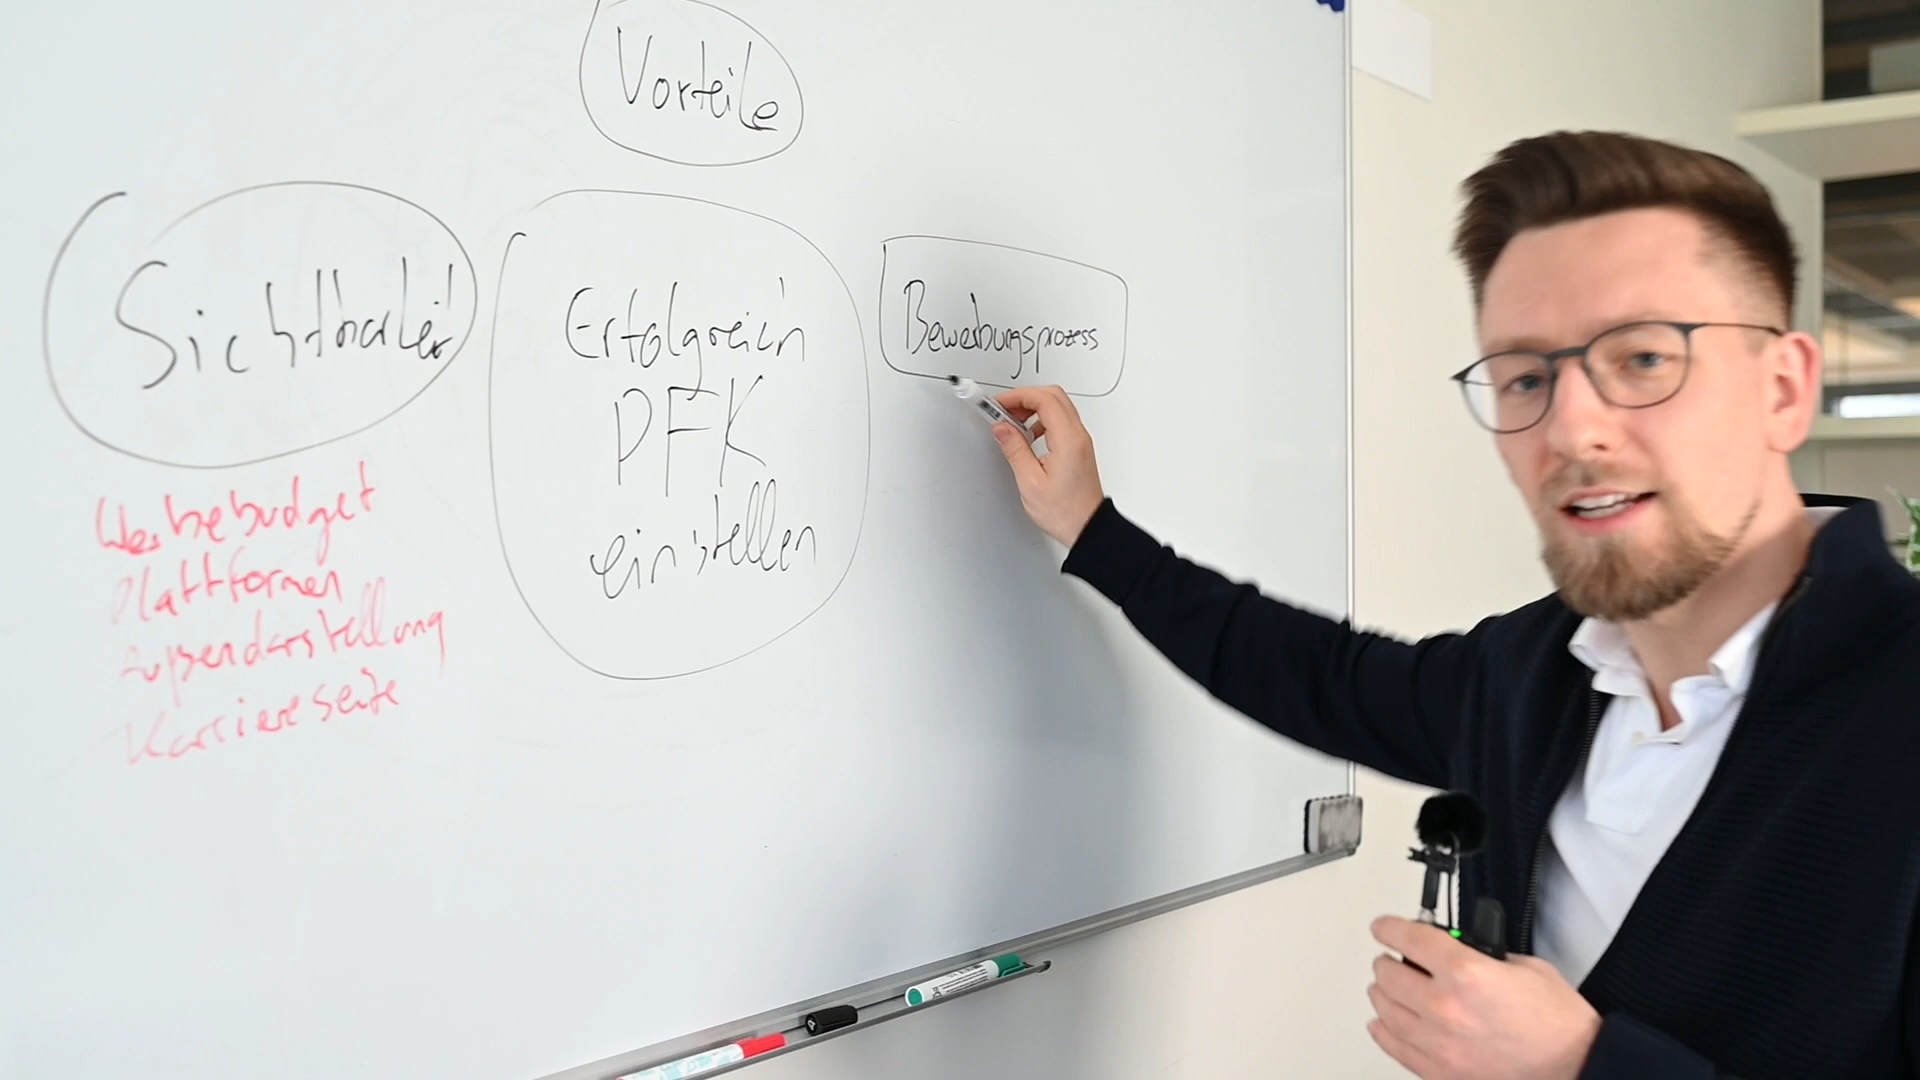 Vorteile
Sichtbarkeit
Werbebudget
Plattformen
Außendarstellung
Karriereseite
Erfolgreich
PFK
einstellen
Bewerbungsprozess